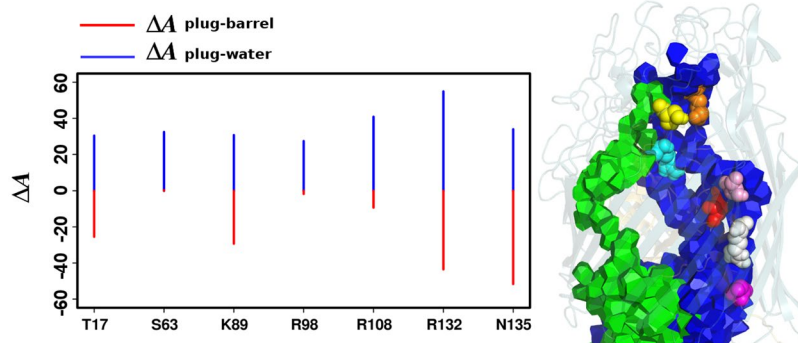 ΔA plug-barrel
ΔA plug-water
ΔA
60
40
20
0
-20
-40
-60
T17 S63 K89 R98 R108 R132 N135